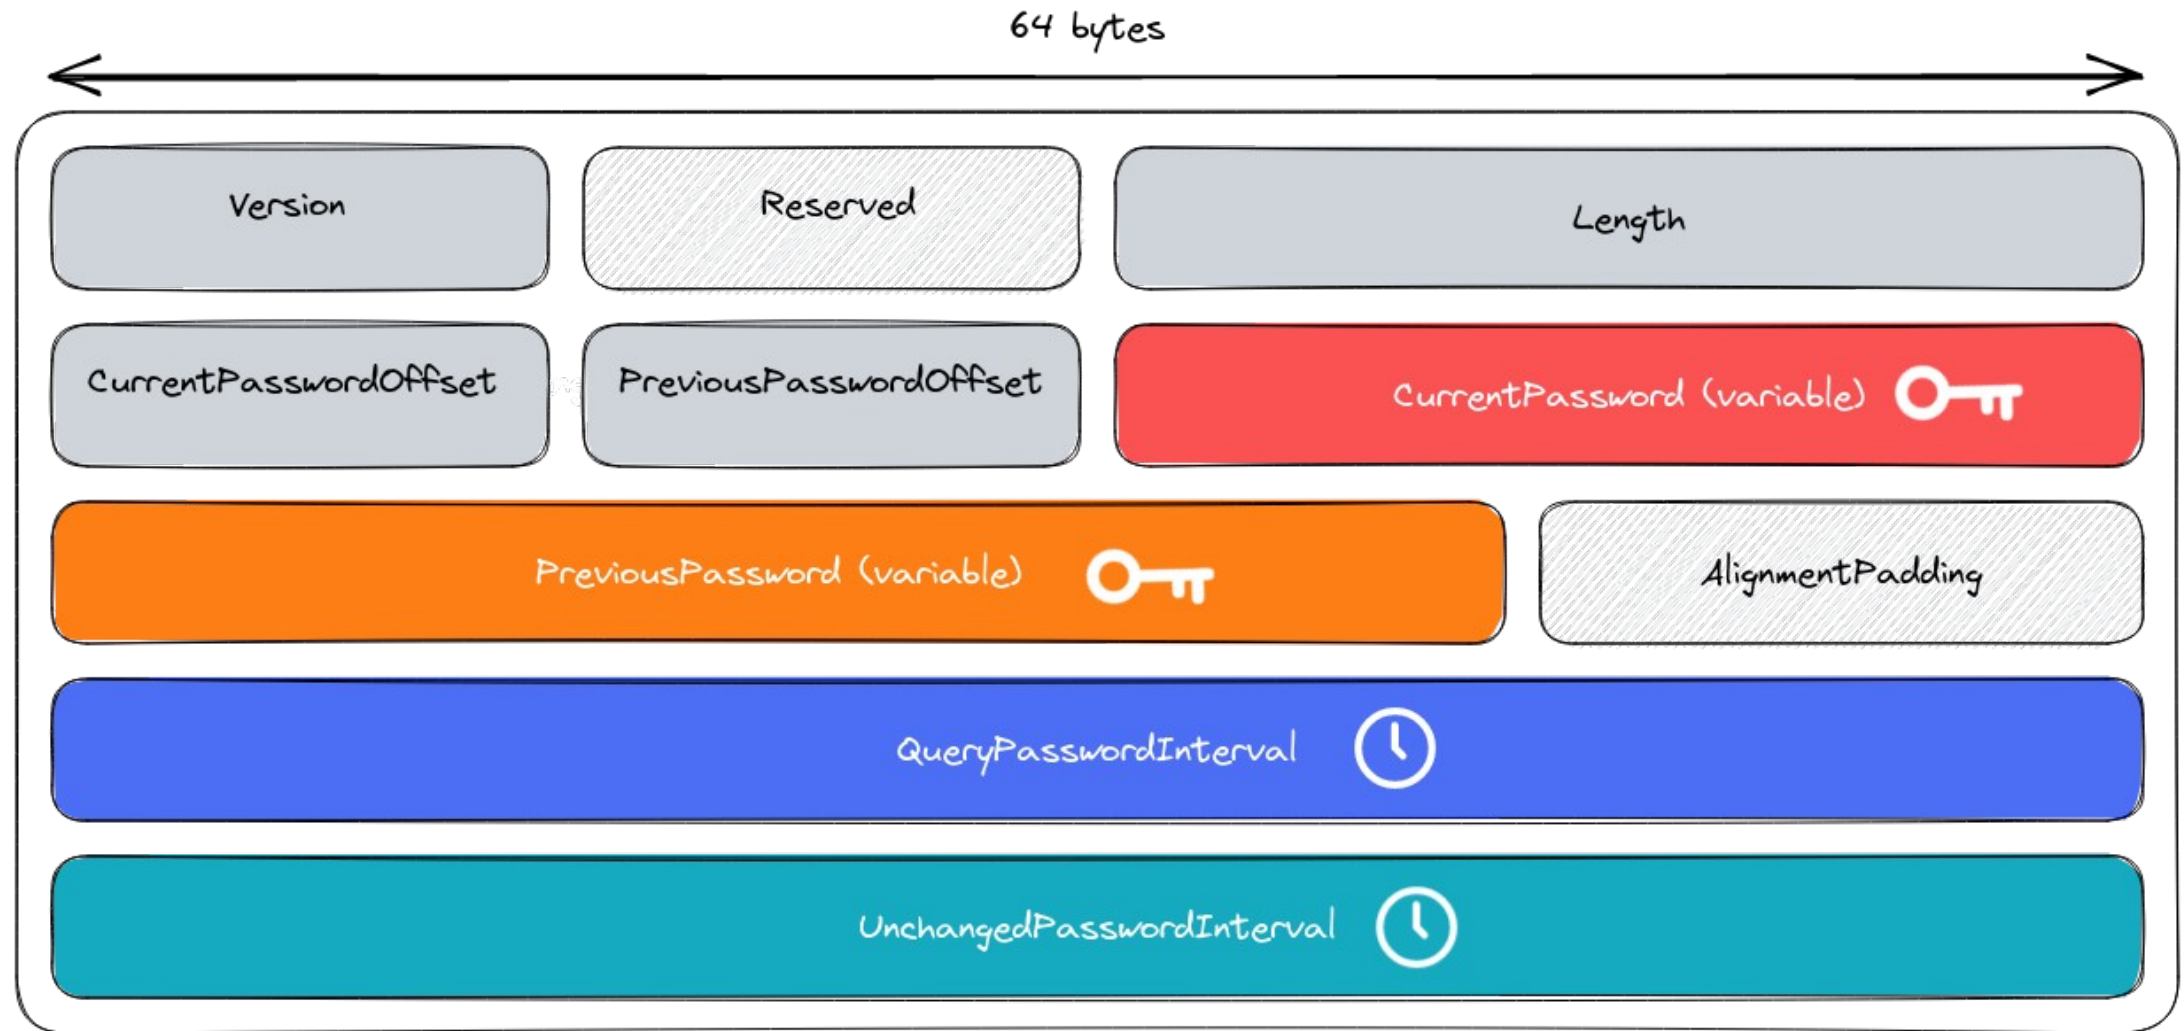 64 bytes
Version
Reserved
Length
CurrentPasswordOffset
PreviousPasswordOffset
CurrentPassword (variable)
PreviousPassword (variable)
AlignmentPadding
QueryPasswordInterval
UnchangedPasswordInterval